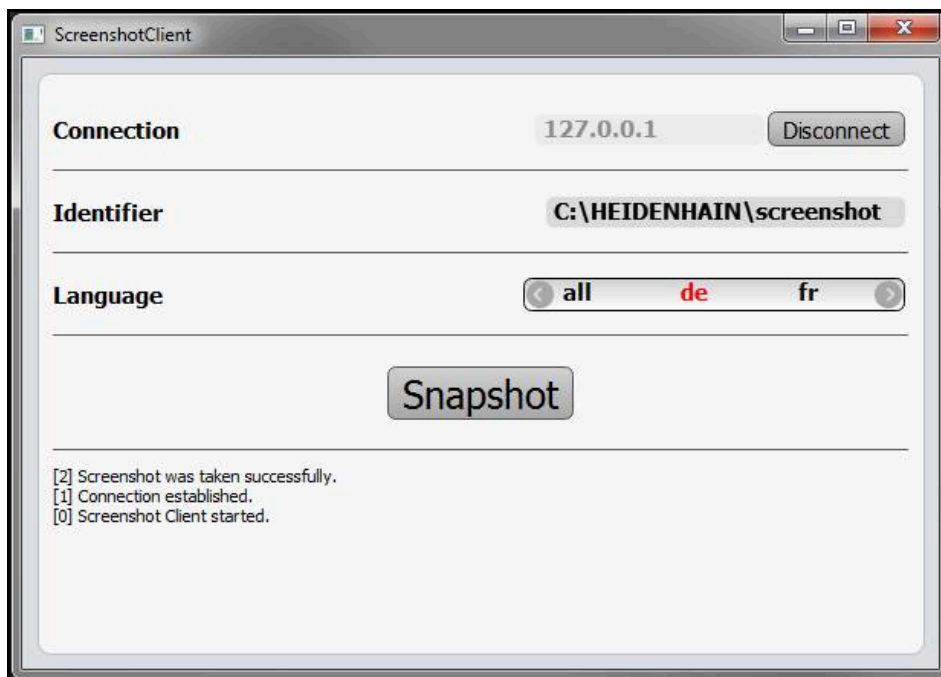 ScreenshotClient
Connection 127.0.0.1 Disconnect
Identifier C:\HEIDENHAIN\screenshot
Language all de fr
Snapshot
[2] Screenshot was taken successfully.
[1] Connection established.
[0] Screenshot Client started.